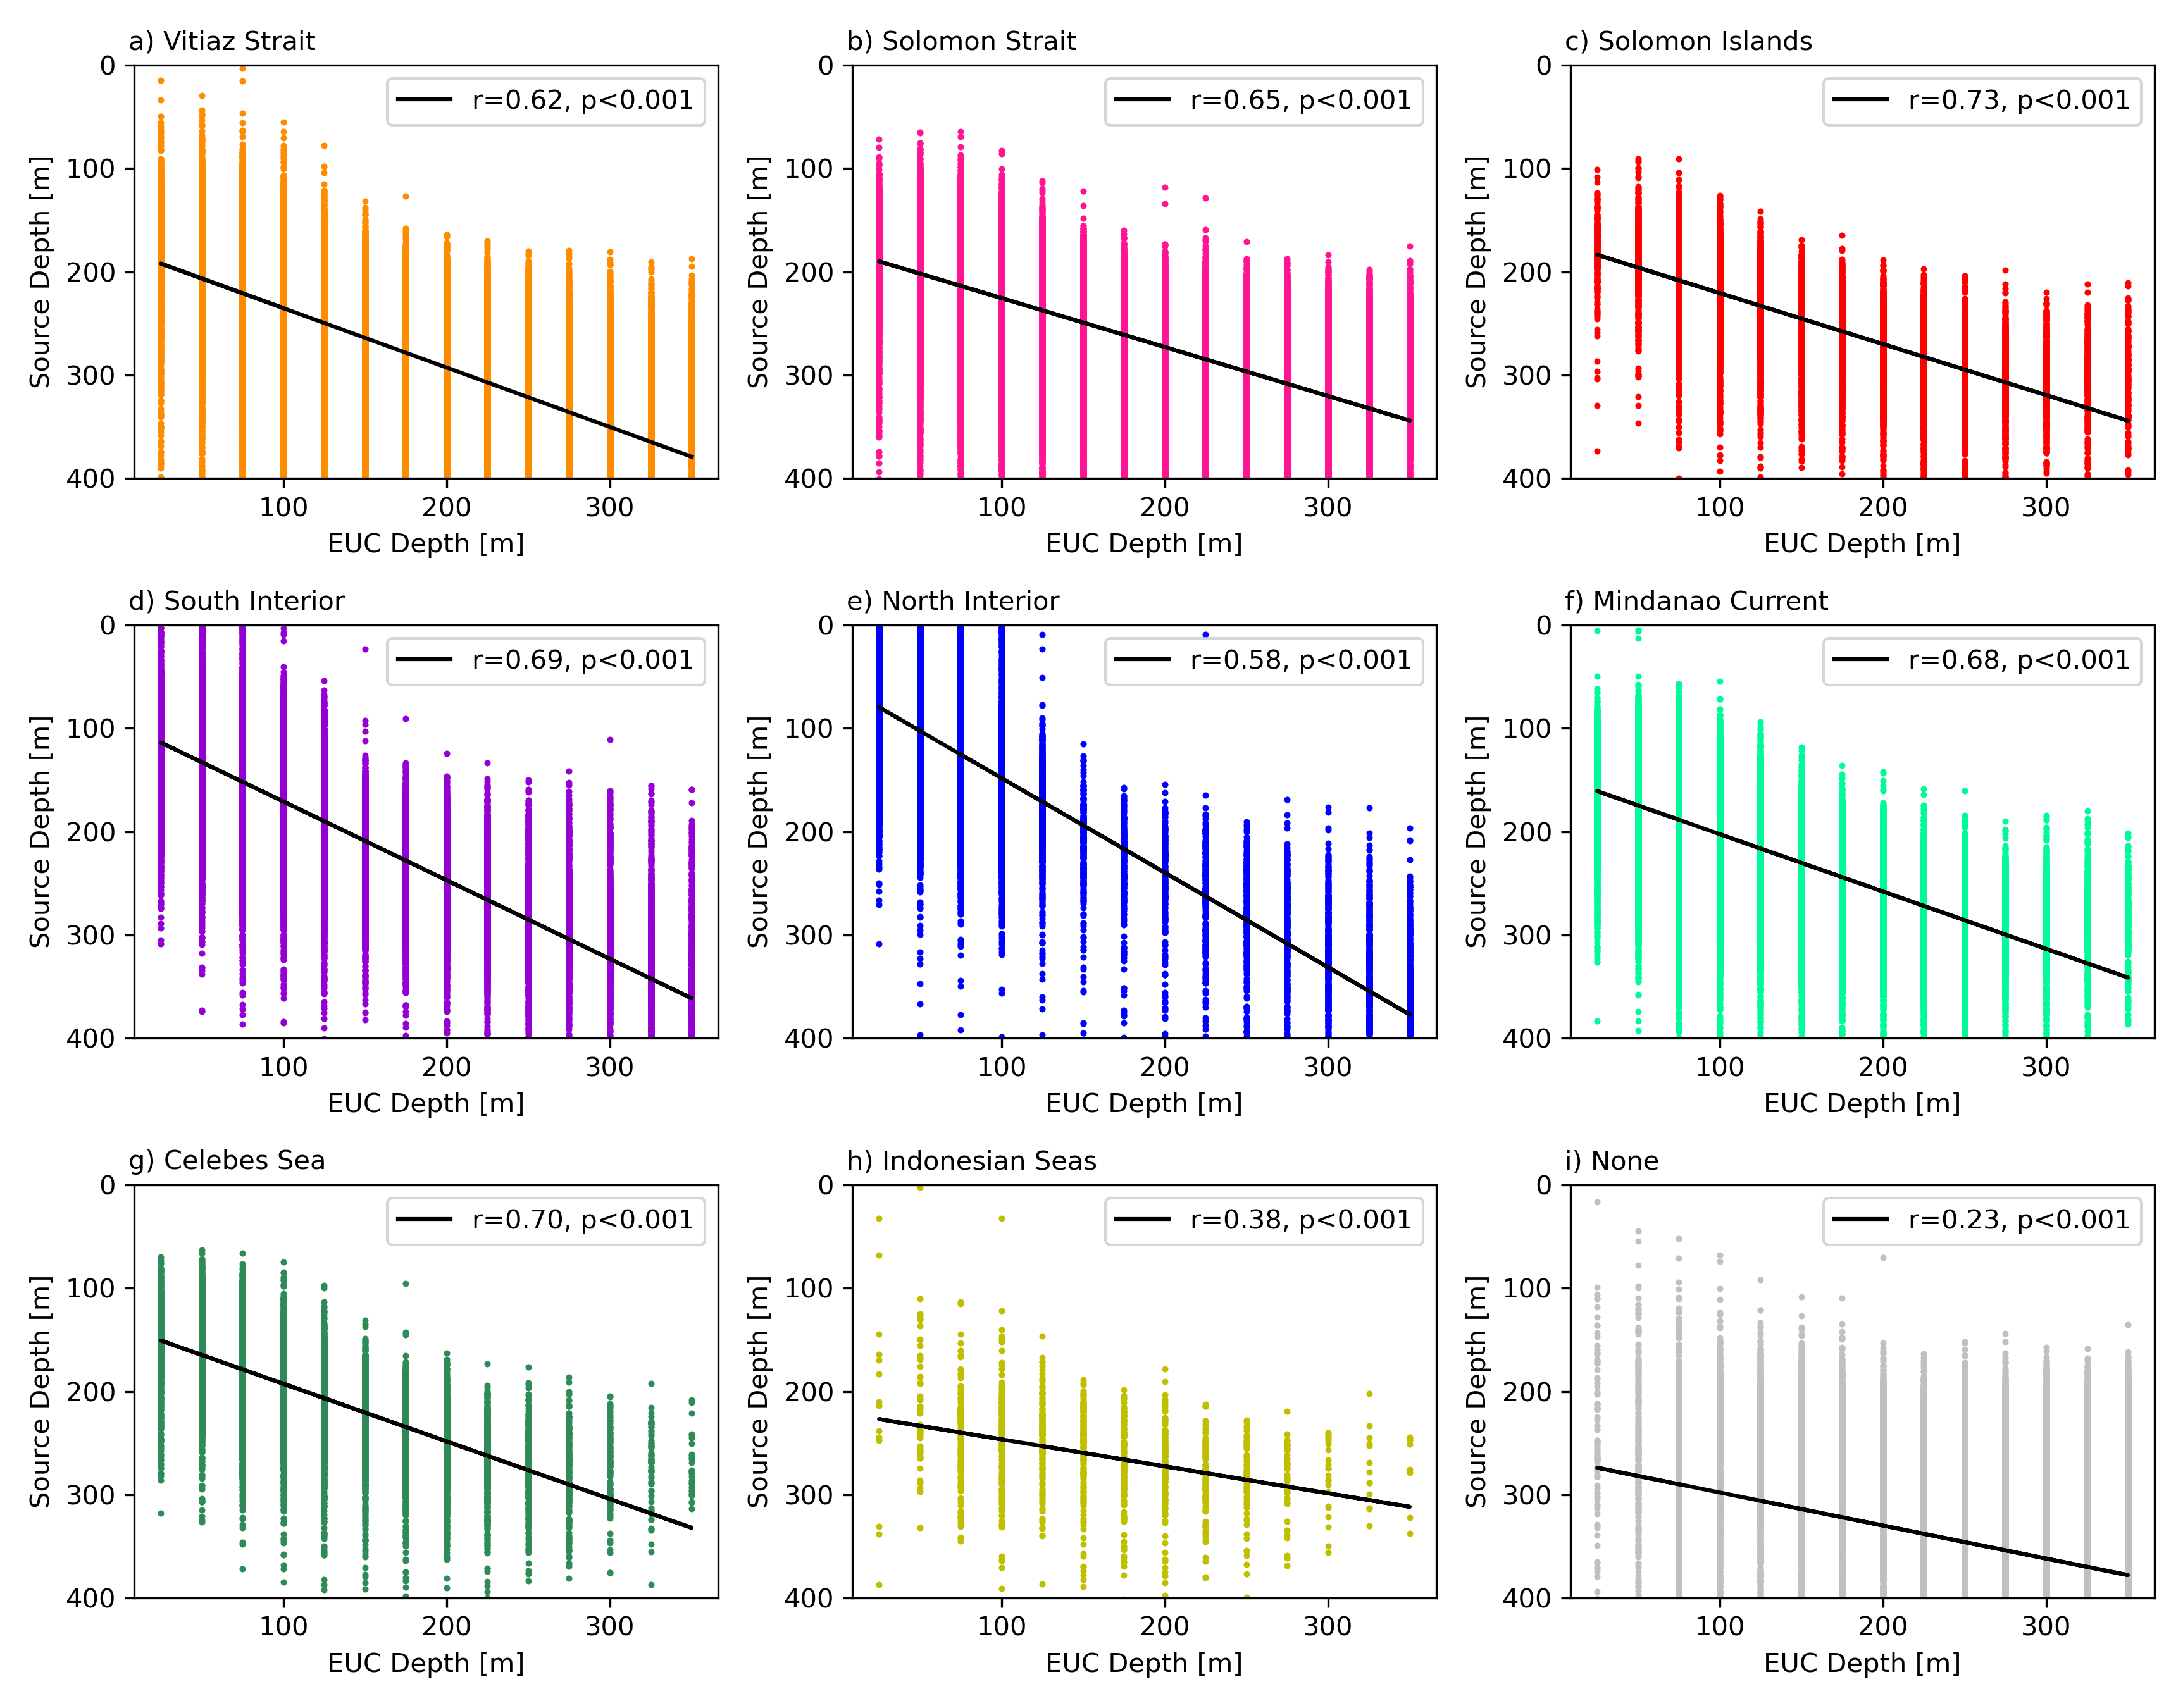 a) Vitiaz Strait
r=0.62, p<0.001
0
100
200
300
400
Source Depth [m]
100 200 300
EUC Depth [m]
b) Solomon Strait
r=0.65, p<0.001
0
100
200
300
400
Source Depth [m]
100 200 300
EUC Depth [m]
c) Solomon Islands
r=0.73, p<0.001
0
100
200
300
400
Source Depth [m]
100 200 300
EUC Depth [m]
d) South Interior
r=0.69, p<0.001
0
100
200
300
400
Source Depth [m]
100 200 300
EUC Depth [m]
e) North Interior
r=0.58, p<0.001
0
100
200
300
400
Source Depth [m]
100 200 300
EUC Depth [m]
f) Mindanao Current
r=0.68, p<0.001
0
100
200
300
400
Source Depth [m]
100 200 300
EUC Depth [m]
g) Celebes Sea
r=0.70, p<0.001
0
100
200
300
400
Source Depth [m]
100 200 300
EUC Depth [m]
h) Indonesian Seas
r=0.38, p<0.001
0
100
200
300
400
Source Depth [m]
100 200 300
EUC Depth [m]
i) None
r=0.23, p<0.001
0
100
200
300
400
Source Depth [m]
100 200 300
EUC Depth [m]